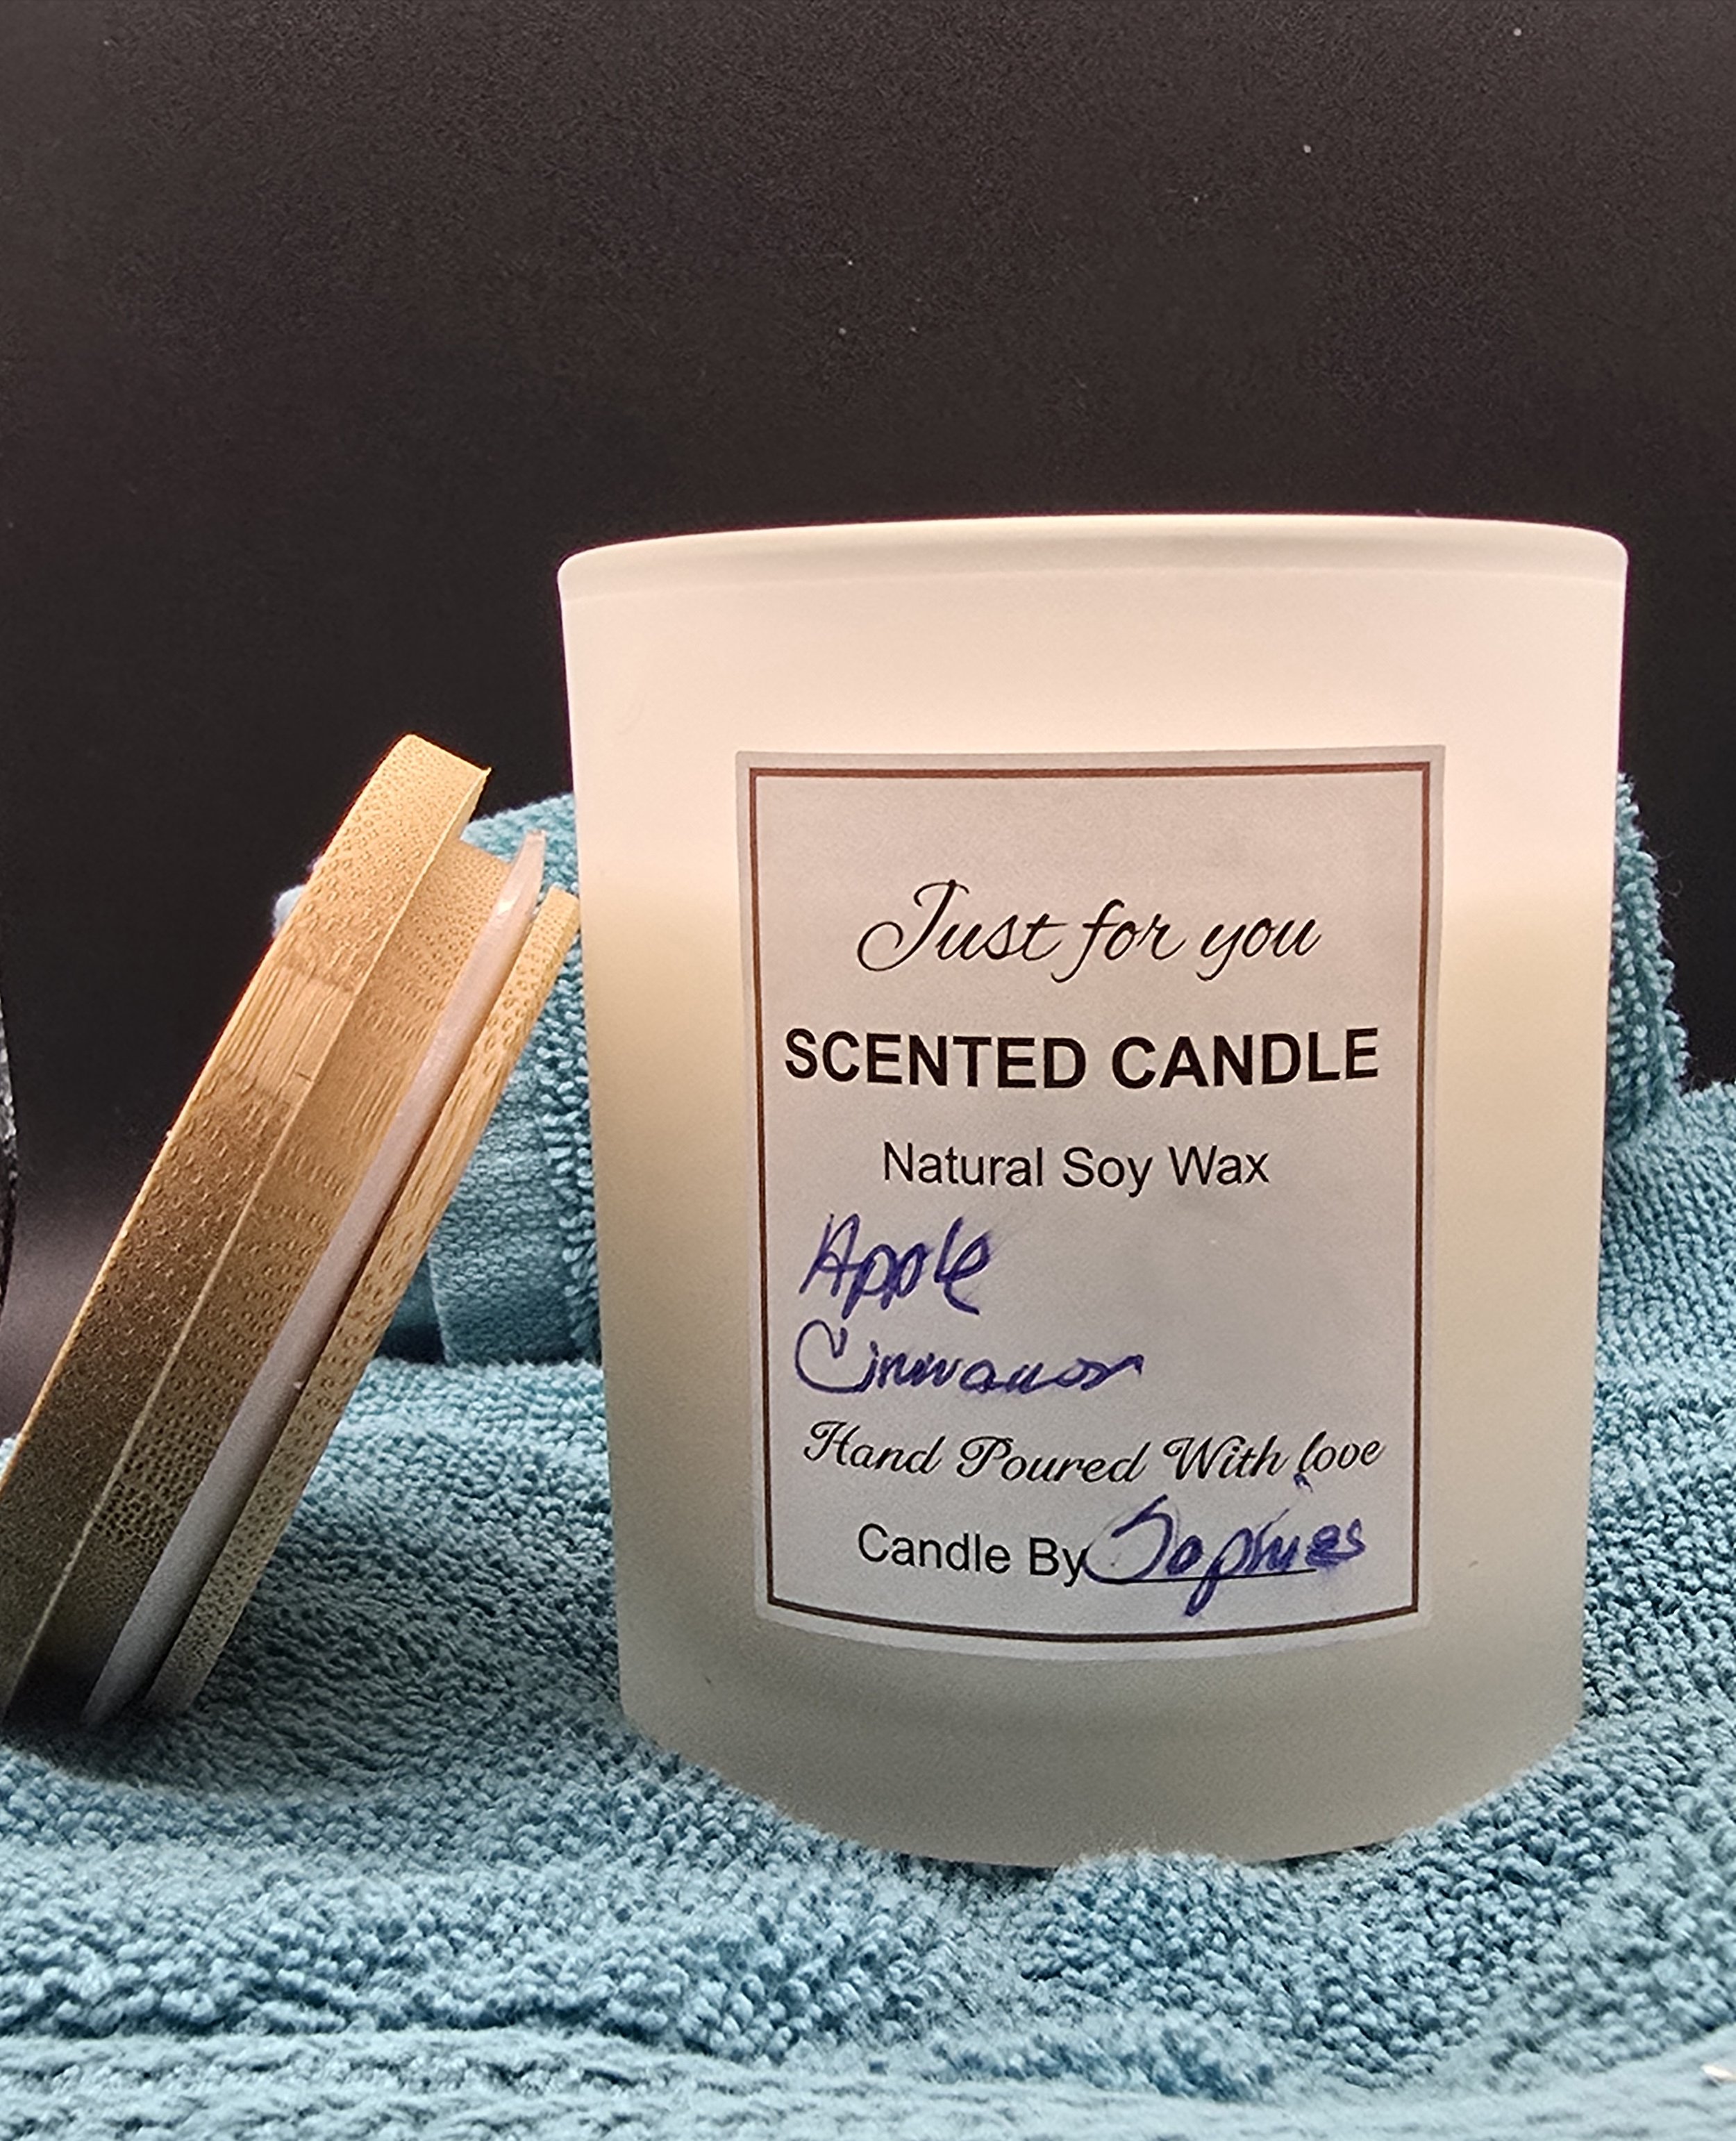 Just for you
SCENTED CANDLE
Natural Soy Wax
Apple
Cinnamon
Hand Poured With love
Candle By Sophies